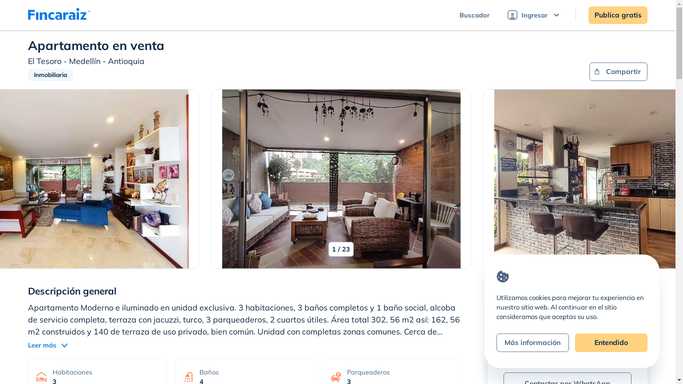 Fincaraiz
Buscador
Ingresar
Publica gratis
Apartamento en venta
El Tesoro - Medellín - Antioquia
Inmobiliaria
Compartir
1 / 23
Descripción general
Apartamento Moderno e iluminado en unidad exclusiva. 3 habitaciones, 3 baños completos y 1 baño social, alcoba
de servicio completa, terraza con jacuzzi, turco, 3 parqueaderos, 2 cuartos útiles. Área total 302, 56 m2 así: 162, 56
m2 construidos y 140 de terraza de uso privado, bien común. Unidad con completas zonas comunes. Cerca de…
Leer más
Habitaciones
3
Baños
4
Parqueaderos
3
Utilizamos cookies para mejorar tu experiencia en
nuestro sitio web. Al continuar en el sitio
consideramos que aceptas su uso.
Más información
Entendido
Contactar por WhatsApp